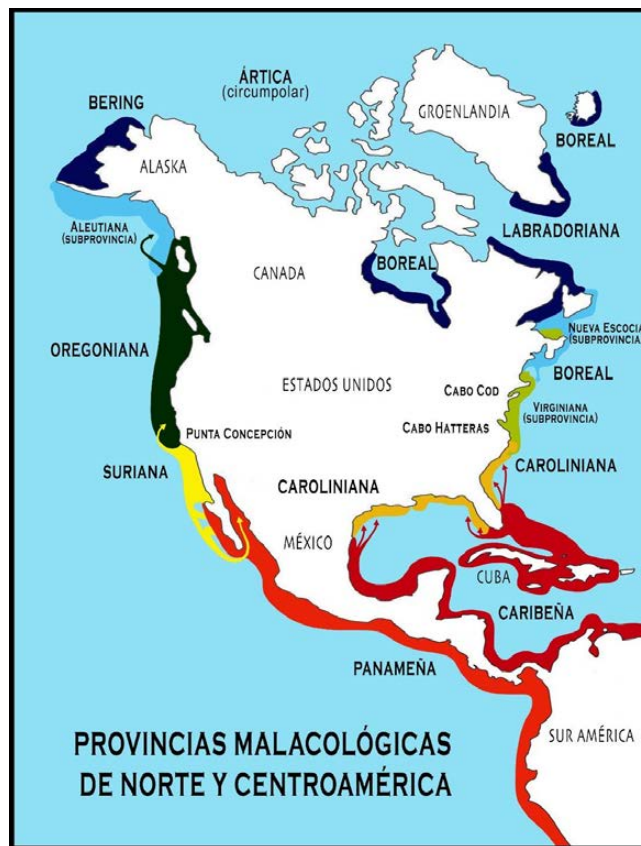 ÁRTICA
(circumpolar)
GROENLANDIA
BERING
BOREAL
ALASKA
LABRADORIANA
ALEUTIANA
(SUBPROVINCIA)
BOREAL
CANADA
NUEVA ESCOCIA
(SUBPROVINCIA)
OREGONIANA
BOREAL
ESTADOS UNIDOS
CABO COD
VIRGINIANA
(SUBPROVINCIA)
CABO HATTERAS
PUNTA CONCEPCIÓN
SURIANA
CAROLINIANA
CAROLINIANA
MÉXICO
CUBA
CARIBEÑA
PANAMEÑA
SUR AMÉRICA
PROVINCIAS MALACOLÓGICAS
DE NORTE Y CENTROAMÉRICA